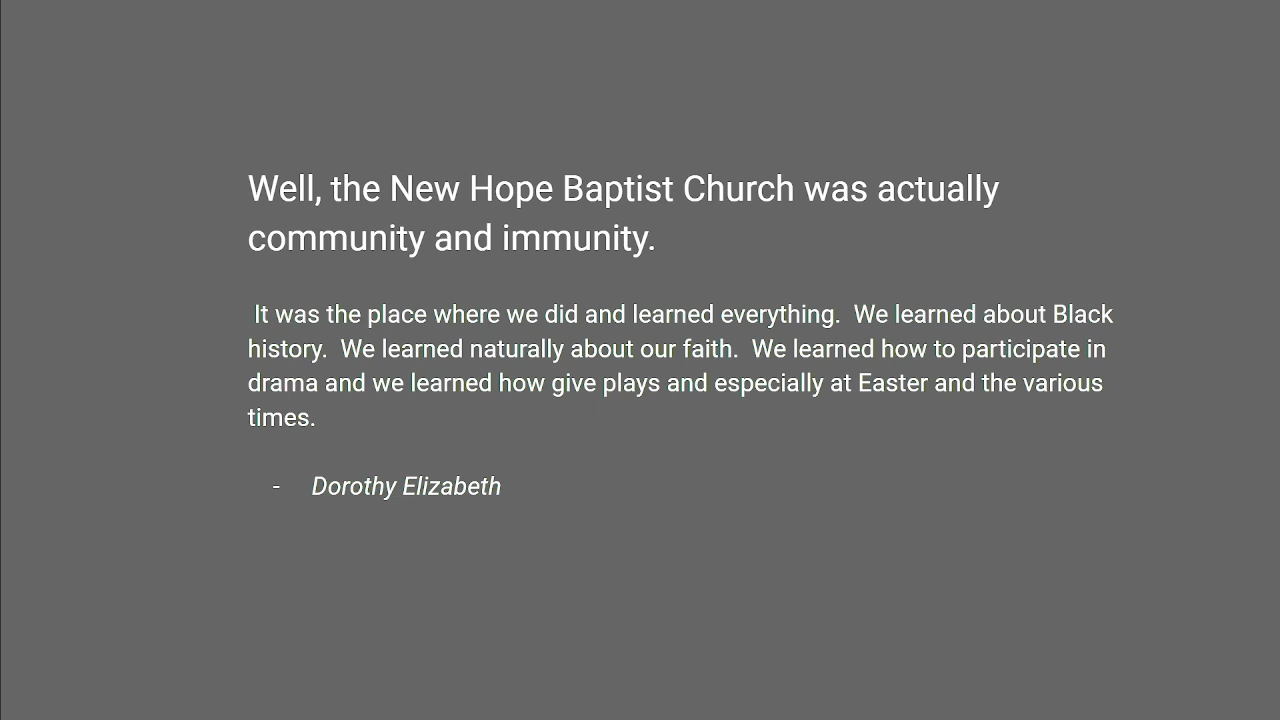 Well, the New Hope Baptist Church was actually
community and immunity.
It was the place where we did and learned everything.  We learned about Black
history.  We learned naturally about our faith.  We learned how to participate in
drama and we learned how give plays and especially at Easter and the various
times.
- Dorothy Elizabeth